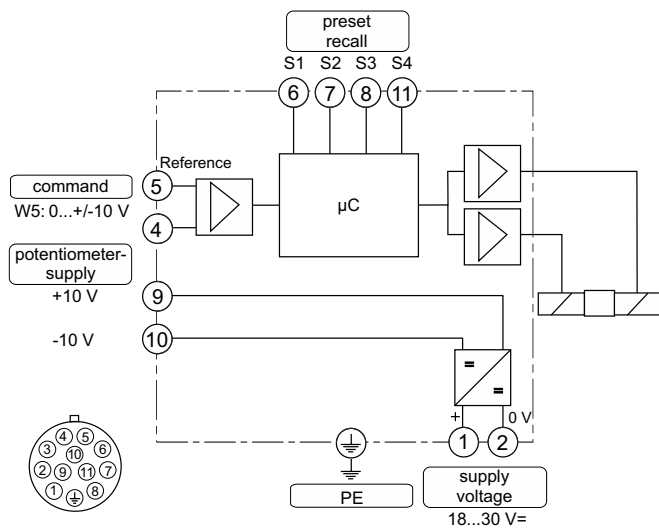 preset
recall
S1 S2 S3 S4
6 7 8 11
Reference
command
W5: 0...+/-10 V
5
4
µC
potentiometer-
supply
+10 V
9
-10 V
10
=
=
+ 0 V
1 2
PE
supply
voltage
18...30 V=
4 5
3 10 6
2 9 11 7
1 8